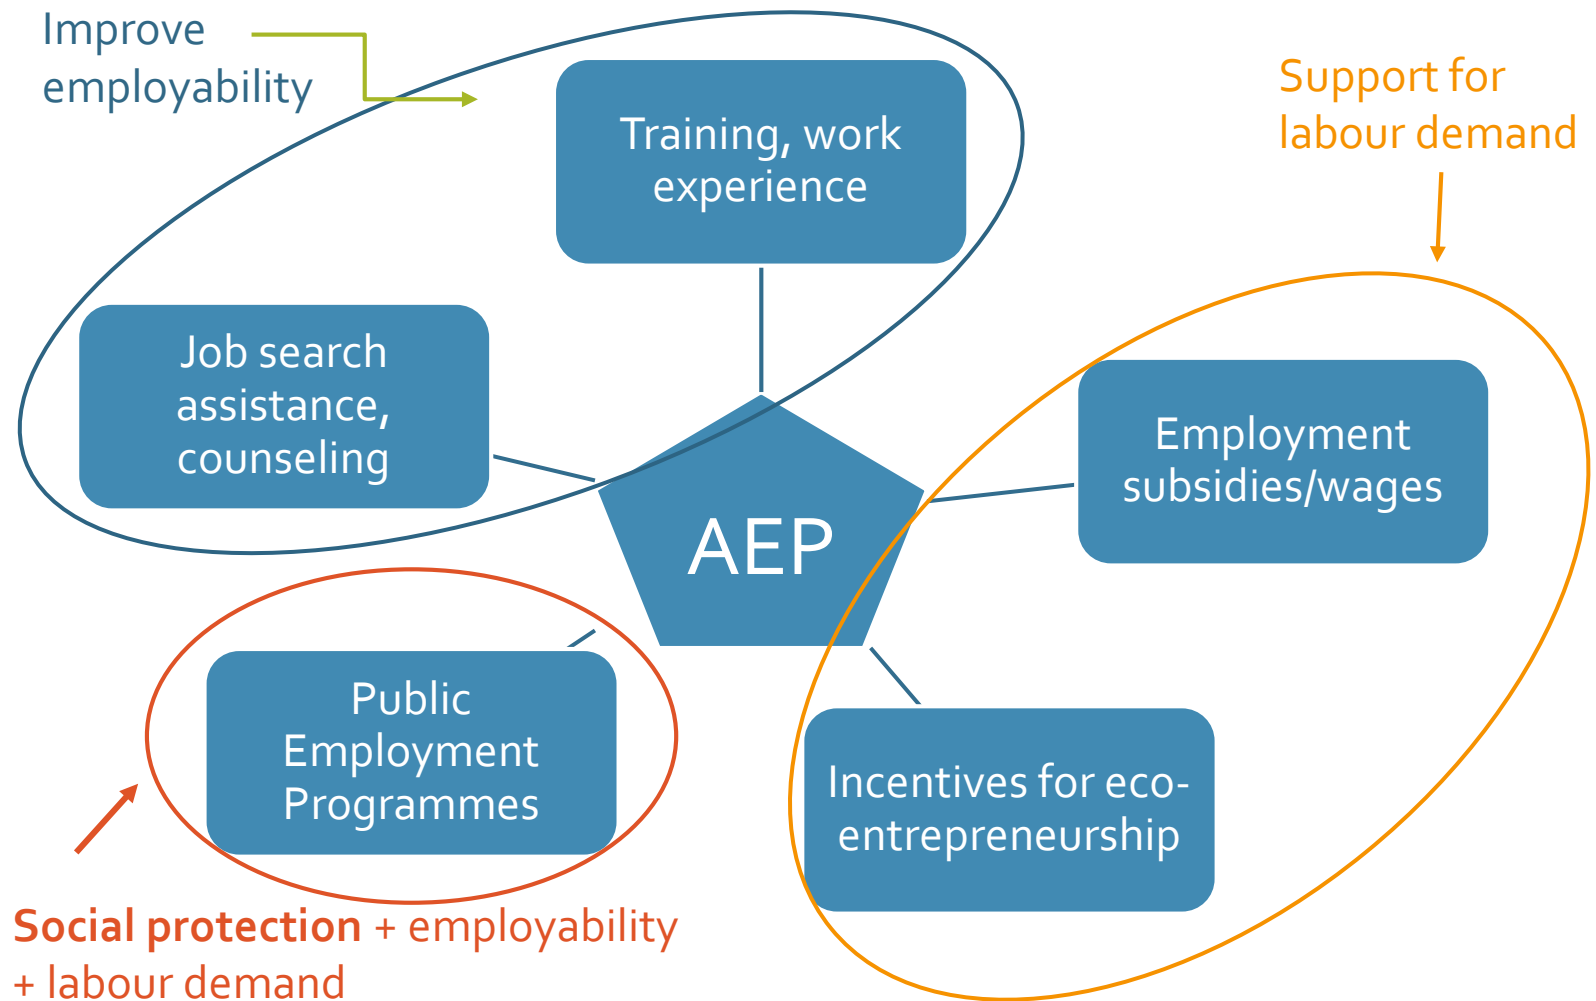 Improve
employability
Training, work
experience
Support for
labour demand
Job search
assistance,
counseling
Employment
subsidies/wages
AEP
Public
Employment
Programmes
Incentives for eco-
entrepreneurship
Social protection + employability
+ labour demand